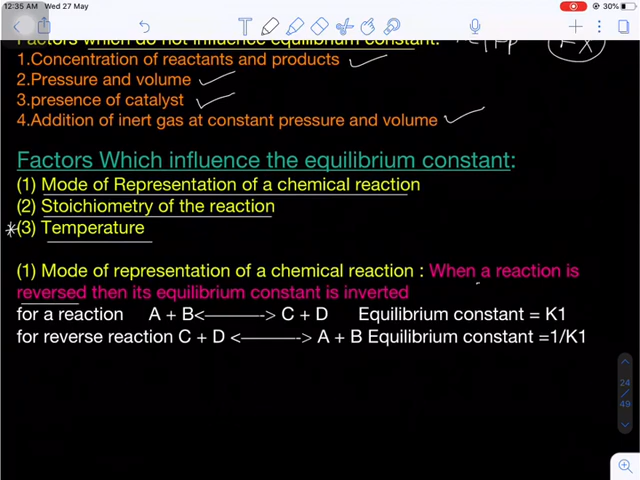 12:35 AM Wed 27 May
30%
Factors which do not influence equilibrium constant:
1.Concentration of reactants and products
2.Pressure and volume
3.presence of catalyst
4.Addition of inert gas at constant pressure and volume
Factors Which influence the equilibrium constant:
(1) Mode of Representation of a chemical reaction
(2) Stoichiometry of the reaction
*(3) Temperature
(1) Mode of representation of a chemical reaction : When a reaction is
reversed then its equilibrium constant is inverted
for a reaction A + B<————> C + D Equilibrium constant = K1
for reverse reaction C + D <————> A + B Equilibrium constant =1/K1
24
/
49